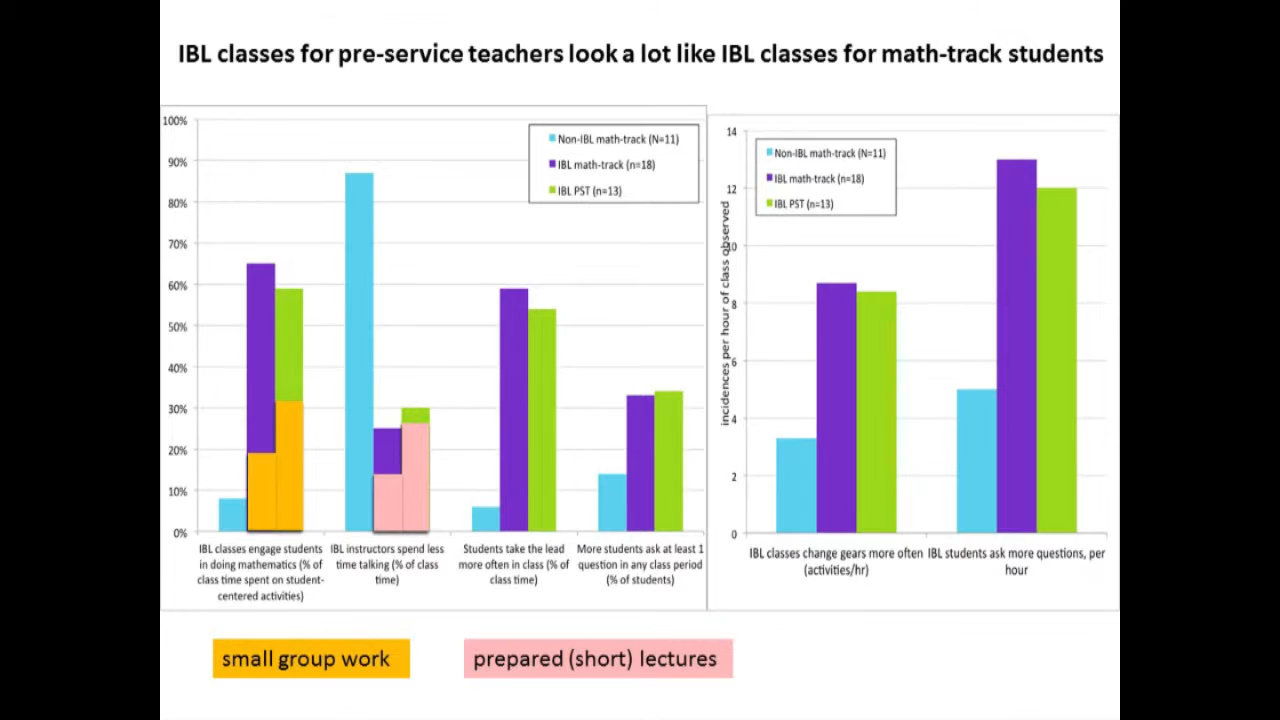 IBL classes for pre-service teachers look a lot like IBL classes for math-track students
100%
90%
80%
70%
60%
50%
40%
30%
20%
10%
0%
Non-IBL math-track (N=11)
IBL math-track (n=18)
IBL PST (n=13)
IBL classes engage students
in doing mathematics (% of
class time spent on student-
centered activities)
IBL instructors spend less
time talking (% of class
time)
Students take the lead
more often in class (% of
class time)
More students ask at least 1
question in any class period
(% of students)
incidences per hour of class observed
14
12
10
8
6
4
2
0
Non-IBL math-track (N=11)
IBL math-track (n=18)
IBL PST (n=13)
IBL classes change gears more often
(activities/hr)
IBL students ask more questions, per
hour
small group work
prepared (short) lectures